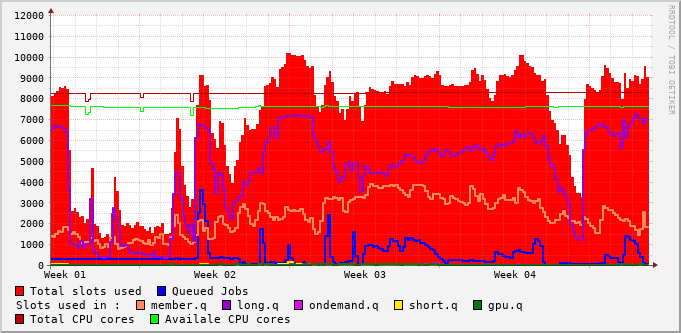 12000
11000
10000
9000
8000
7000
6000
5000
4000
3000
2000
1000
0
RRDTOOL / TOBI OETIKER
Week 01 Week 02 Week 03 Week 04
Total slots used Queued Jobs
Slots used in : member.q long.q ondemand.q short.q gpu.q
Total CPU cores Availale CPU cores